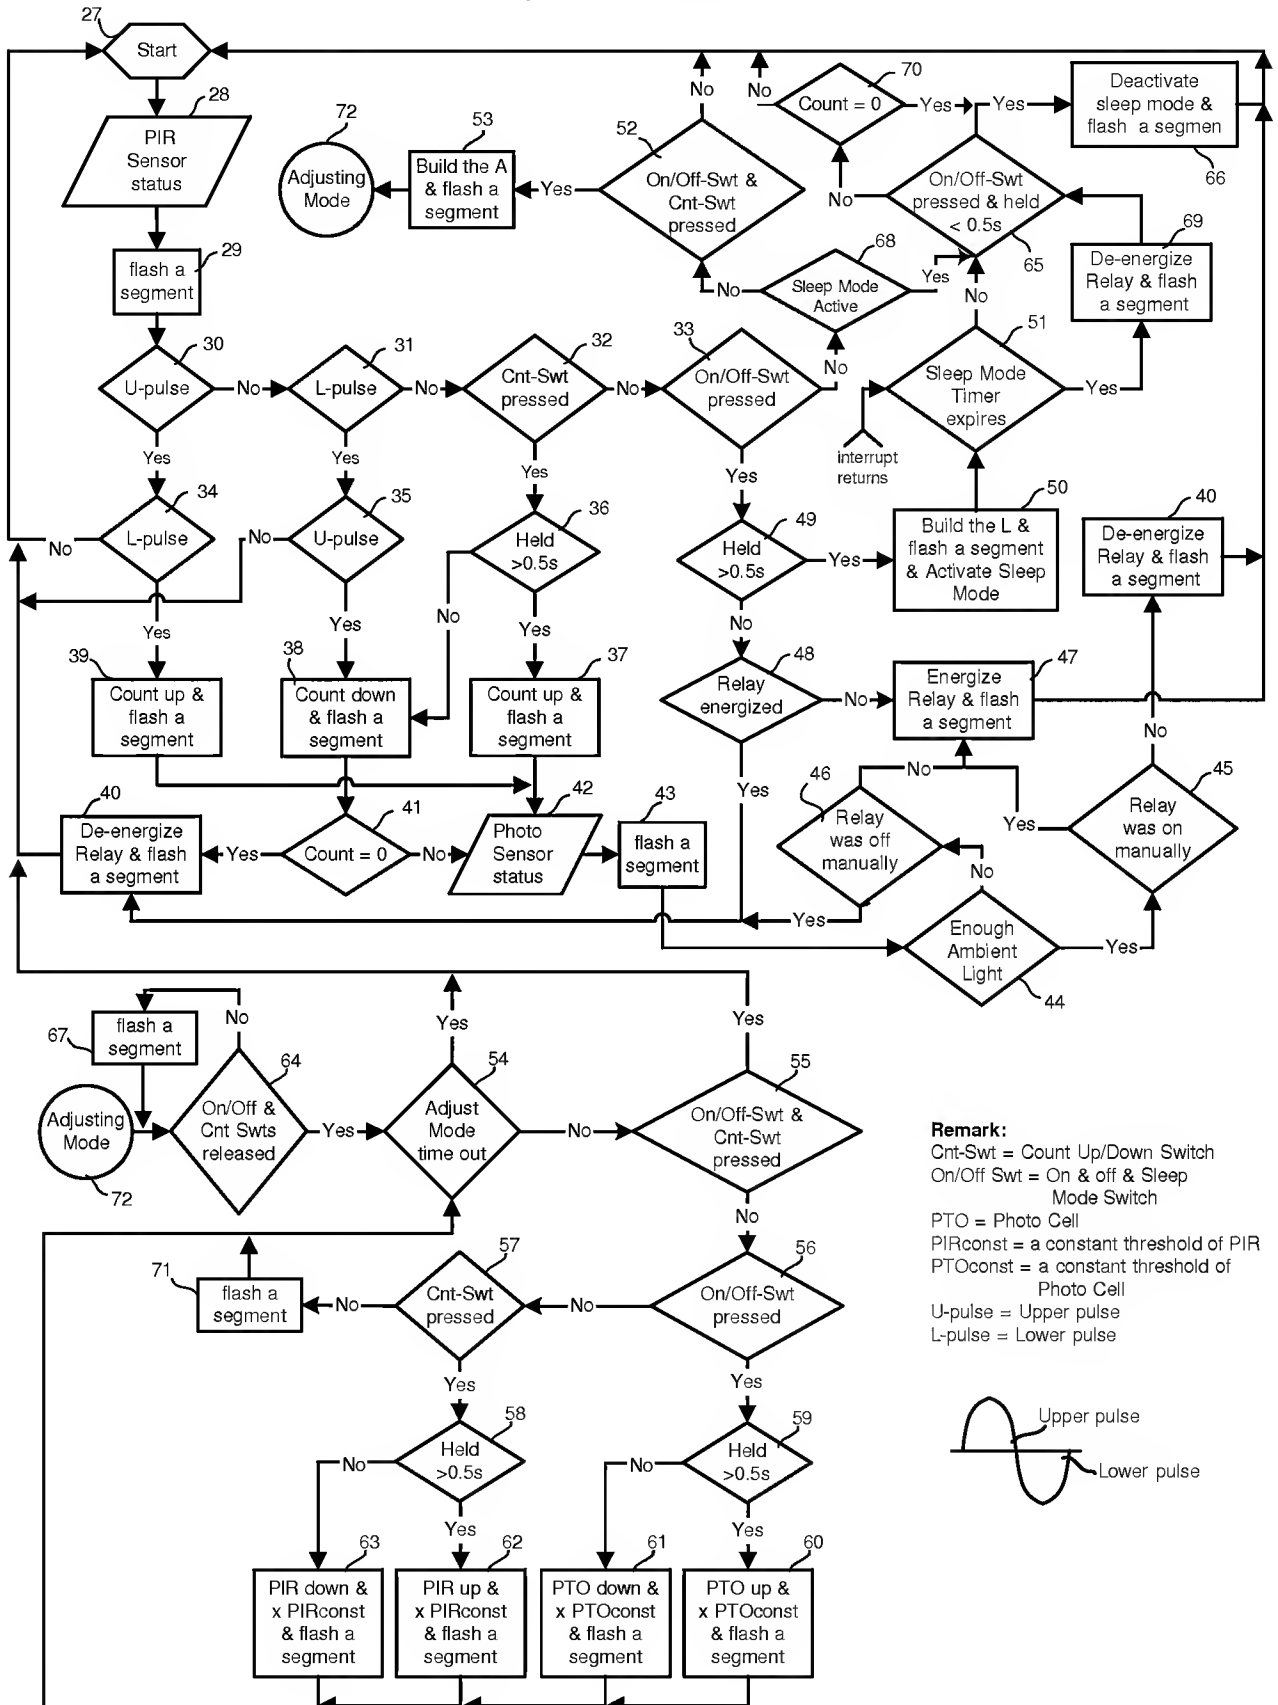 27
Start
28
PIR
Sensor
status
29
flash a
segment
30
U-pulse
No
31
L-pulse
No
32
Cnt-Swt
pressed
No
33
On/Off-Swt
pressed
No
Yes
Yes
Yes
Yes
34
L-pulse
No
35
U-pulse
No
36
Held
>0.5s
No
49
Held
>0.5s
Yes
50
Build the L &
flash a segment
& Activate Sleep
Mode
40
De-energize
Relay & flash
a segment
Yes
Yes
Yes
No
39
Count up &
flash a
segment
38
Count down
& flash a
segment
37
Count up &
flash a
segment
48
Relay
energized
No
47
Energize
Relay & flash
a segment
No
Yes
72
Adjusting
Mode
53
Build the A
& flash a
segment
Yes
52
On/Off-Swt &
Cnt-Swt
pressed
No
No
70
Count = 0
Yes
Yes
Deactivate
sleep mode &
flash a segmen
66
On/Off-Swt
pressed & held
< 0.5s
65
No
69
De-energize
Relay & flash
a segment
68
Sleep Mode
Active
No
Yes
No
51
Sleep Mode
Timer
expires
Yes
interrupt
returns
40
De-energize
Relay & flash
a segment
41
Count = 0
Yes
No
42
Photo
Sensor
status
43
flash a
segment
46
Relay
was off
manually
No
Yes
45
Relay
was on
manually
Yes
No
Enough
Ambient
Light
44
Yes
67
flash a
segment
No
64
On/Off &
Cnt Swts
released
Adjusting
Mode
72
Yes
54
Adjust
Mode
time out
Yes
No
55
On/Off-Swt &
Cnt-Swt
pressed
Yes
No
71
flash a
segment
No
57
Cnt-Swt
pressed
No
56
On/Off-Swt
pressed
Yes
Yes
58
Held
>0.5s
No
59
Held
>0.5s
No
Yes
Yes
63
PIR down &
x PIRconst
& flash a
segment
62
PIR up &
x PIRconst
& flash a
segment
61
PTO down &
x PTOconst
& flash a
segment
60
PTO up &
x PTOconst
& flash a
segment
Remark:
Cnt-Swt = Count Up/Down Switch
On/Off Swt = On & off & Sleep
Mode Switch
PTO = Photo Cell
PIRconst = a constant threshold of PIR
PTOconst = a constant threshold of
Photo Cell
U-pulse = Upper pulse
L-pulse = Lower pulse
Upper pulse
Lower pulse